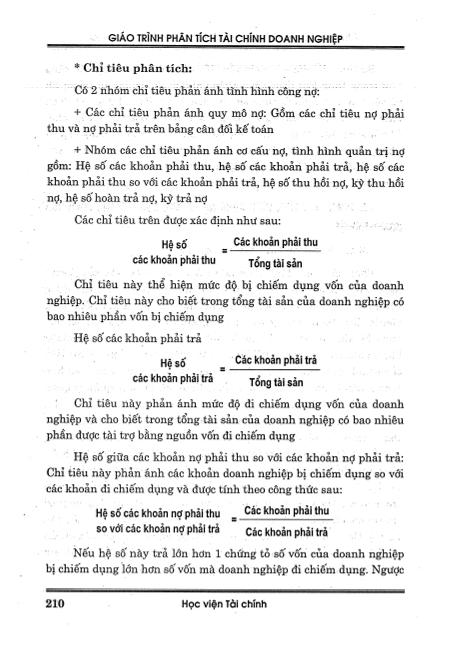 GIÁO TRÌNH PHÂN TÍCH TÀI CHÍNH DOANH NGHIỆP
* Chỉ tiêu phân tích:
Có 2 nhóm chỉ tiêu phản ánh tình hình công nợ:
+ Các chỉ tiêu phản ánh quy mô nợ: Gồm các chỉ tiêu nợ phải
thu và nợ phải trả trên bảng cân đối kế toán
+ Nhóm các chỉ tiêu phản ánh cơ cấu nợ, tình hình quản trị nợ
gồm: Hệ số các khoản phải thu, hệ số các khoản phải trả, hệ số các
khoản phải thu so với các khoản phải trả, hệ số thu hồi nợ, kỳ thu hồi
nợ, hệ số hoàn trả nợ, kỳ trả nợ
Các chỉ tiêu trên được xác định như sau:
Hệ số
các khoản phải thu
=
Các khoản phải thu
Tổng tài sản
Chỉ tiêu này thể hiện mức độ bị chiếm dụng vốn của doanh
nghiệp. Chỉ tiêu này cho biết trong tổng tài sản của doanh nghiệp có
bao nhiêu phần vốn bị chiếm dụng
Hệ số các khoản phải trả
Hệ số
các khoản phải trả
=
Các khoản phải trả
Tổng tài sản
Chỉ tiêu này phản ánh mức độ đi chiếm dụng vốn của doanh
nghiệp và cho biết trong tổng tài sản của doanh nghiệp có bao nhiêu
phần được tài trợ bằng nguồn vốn đi chiếm dụng
Hệ số giữa các khoản nợ phải thu so với các khoản phải trả:
Chỉ tiêu này phản ánh các khoản doanh nghiệp bị chiếm dụng so với
các khoản đi chiếm dụng và được tính theo công thức sau:
Hệ số các khoản nợ phải thu
so với các khoản nợ phải trả
=
Các khoản phải thu
Các khoản phải trả
Nếu hệ số này trả lớn hơn 1 chứng tỏ số vốn của doanh nghiệp
bị chiếm dụng lớn hơn số vốn mà doanh nghiệp đi chiếm dụng. Ngược
210
Học viện Tài chính